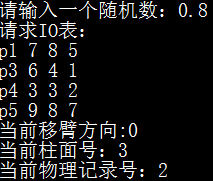 请输入一个随机数：0.8
请求IO表：
p1 7 8 5
p3 6 4 1
p4 3 3 2
p5 9 8 7
当前移臂方向:0
当前柱面号：3
当前物理记录号：2